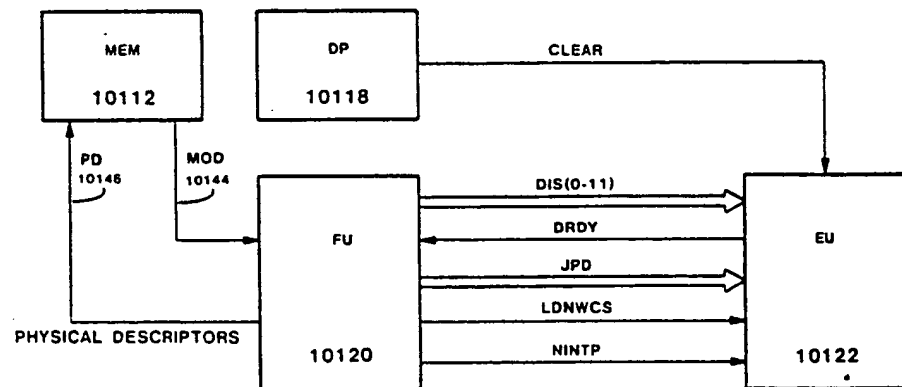 MEM
10112
DP
10118
CLEAR
PD
10146
MOD
10144
FU
10120
DIS(0-11)
DRDY
JPD
LDNWCS
NINTP
EU
10122
PHYSICAL DESCRIPTORS